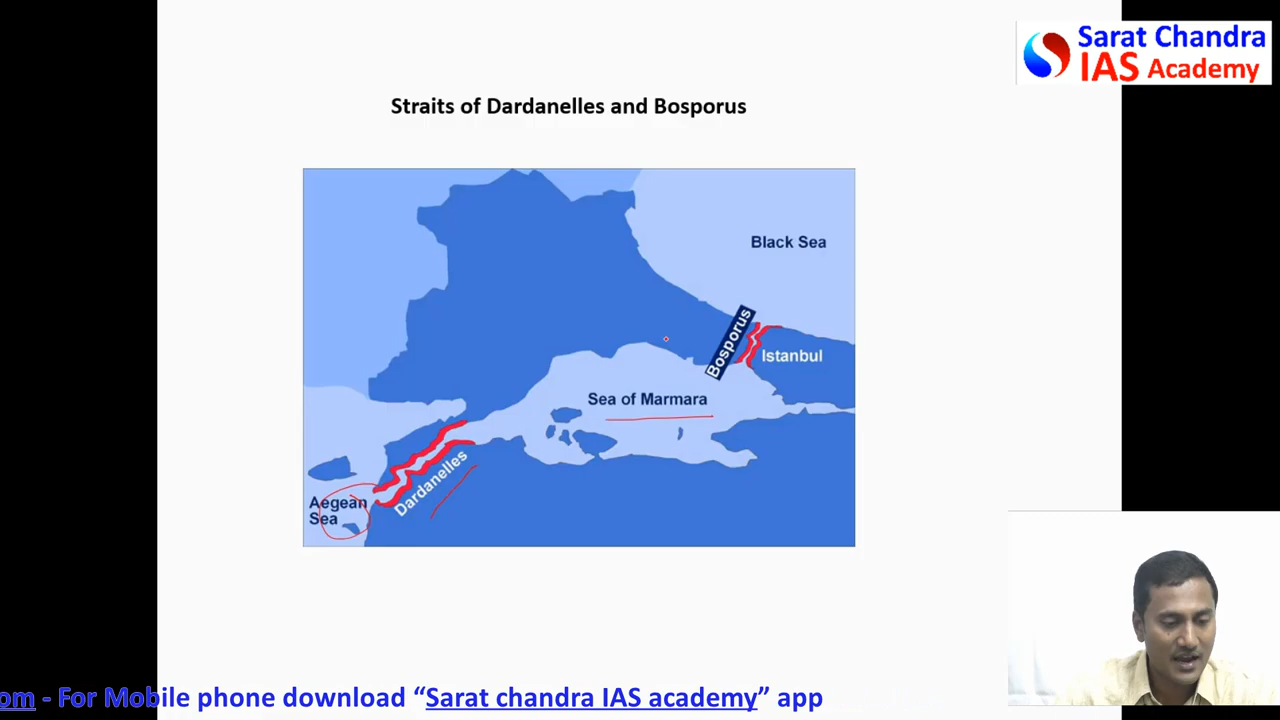 Sarat Chandra
IAS Academy
Straits of Dardanelles and Bosporus
Black Sea
Bosporus
Istanbul
Sea of Marmara
Dardanelles
Aegean
Sea
om - For Mobile phone download “Sarat chandra IAS academy” app